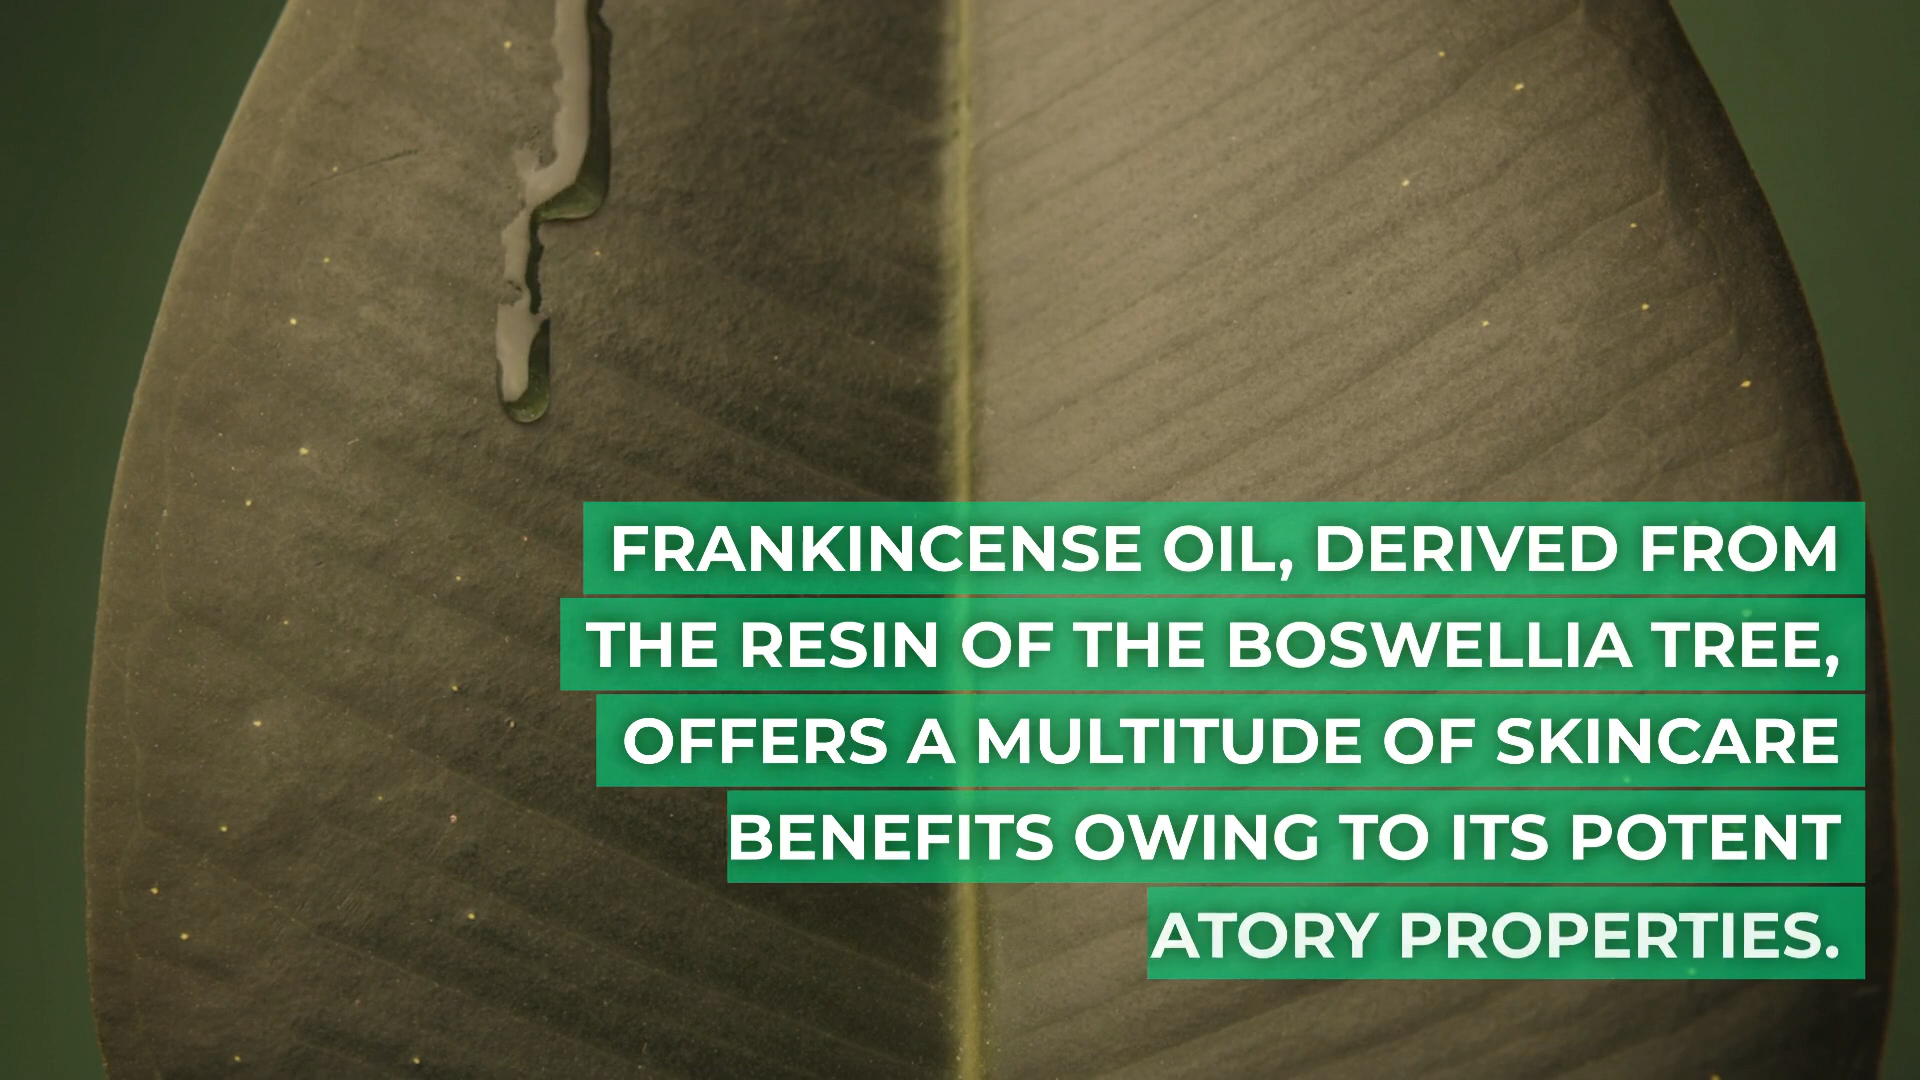 FRANKINCENSE OIL, DERIVED FROM
THE RESIN OF THE BOSWELLIA TREE,
OFFERS A MULTITUDE OF SKINCARE
BENEFITS OWING TO ITS POTENT
ATORY PROPERTIES.